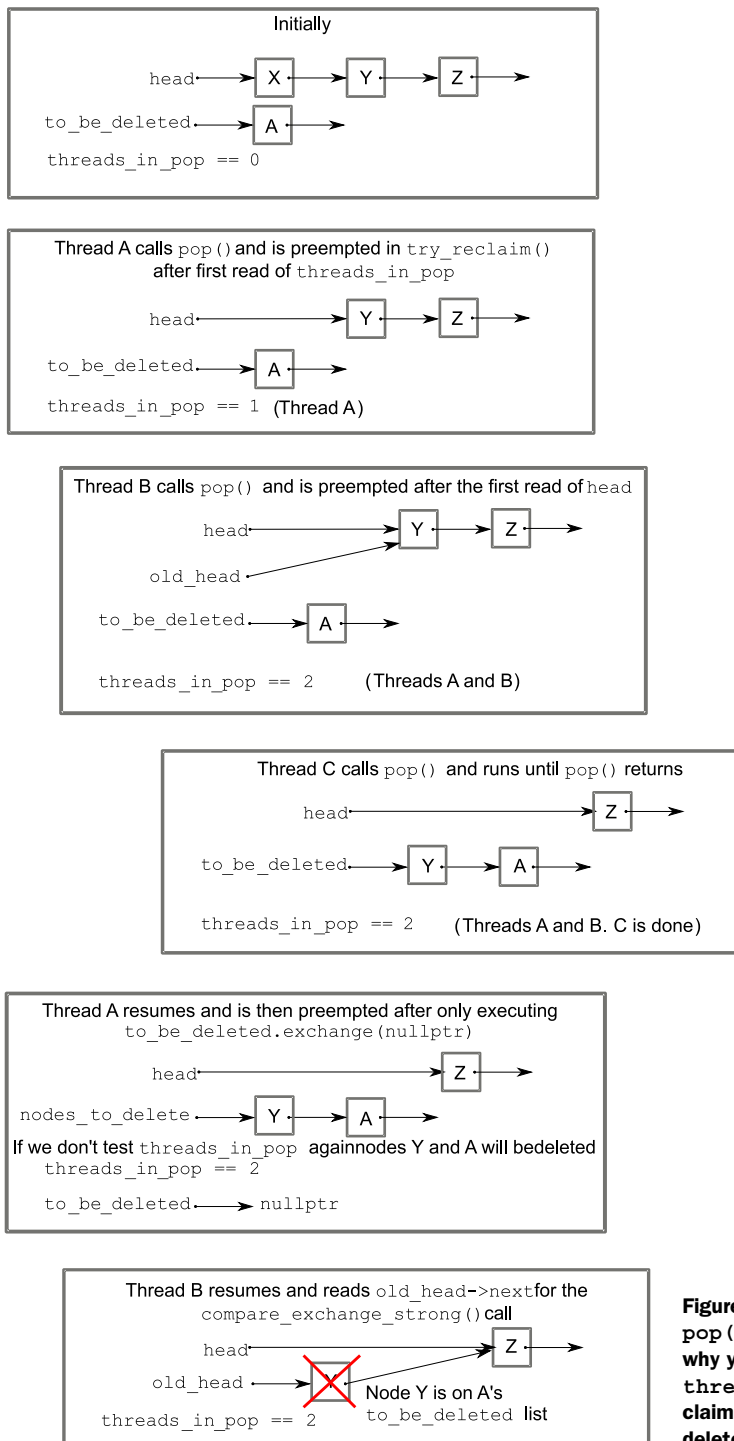 Initially
head X Y Z
to_be_deleted A
threads_in_pop == 0
Thread A calls pop() and is preempted in try_reclaim()
after first read of threads_in_pop
head Y Z
to_be_deleted A
threads_in_pop == 1 (Thread A)
Thread B calls pop() and is preempted after the first read of head
head Y Z
old_head
to_be_deleted A
threads_in_pop == 2 (Threads A and B)
Thread C calls pop() and runs until pop() returns
head Z
to_be_deleted Y A
threads_in_pop == 2 (Threads A and B. C is done)
Thread A resumes and is then preempted after only executing
to_be_deleted.exchange(nullptr)
head Z
nodes_to_delete Y A
If we don't test threads_in_pop againnodes Y and A will bedeleted
threads_in_pop == 2
to_be_deleted nullptr
Thread B resumes and reads old_head->nextfor the
compare_exchange_strong() call
head Z
old_head Y
Node Y is on A's
threads_in_pop == 2 to_be_deleted list
Figure
pop(
why y
thre
claim
delete